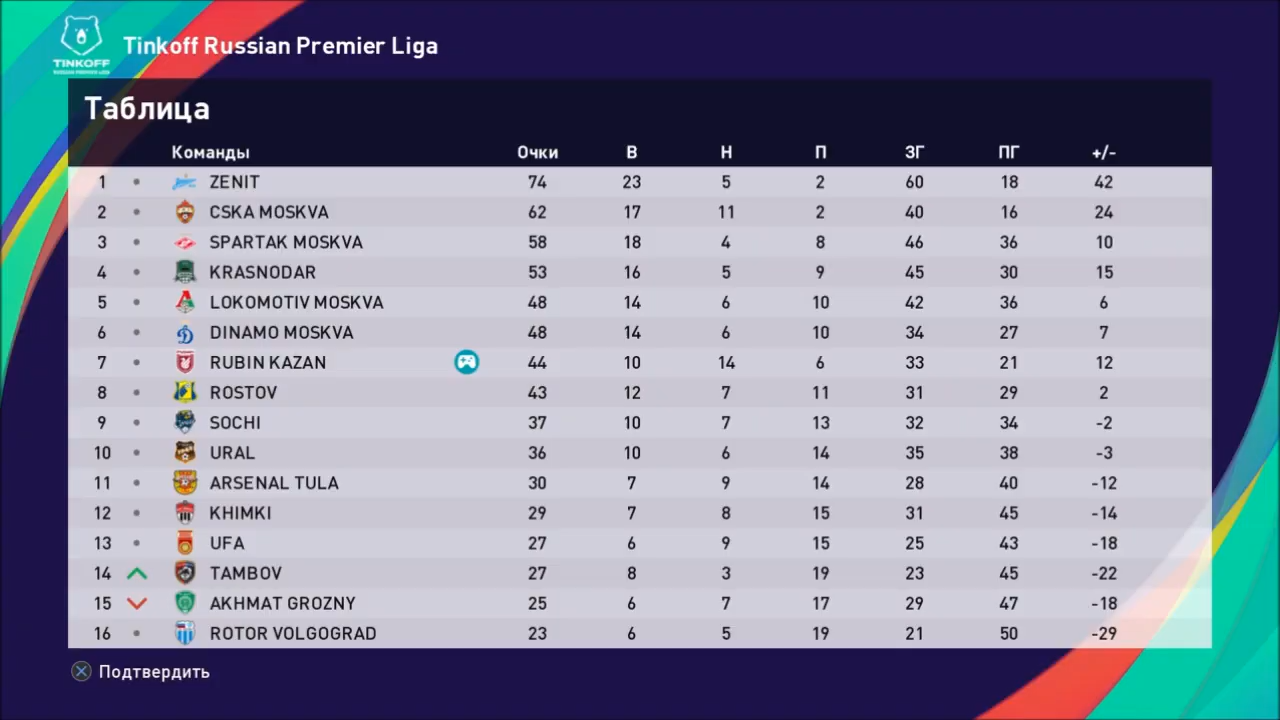 TINKOFF
Tinkoff Russian Premier Liga
Таблица
Команды Очки В Н П ЗГ ПГ +/-
1 ZENIT 74 23 5 2 60 18 42
2 CSKA MOSKVA 62 17 11 2 40 16 24
3 SPARTAK MOSKVA 58 18 4 8 46 36 10
4 KRASNODAR 53 16 5 9 45 30 15
5 LOKOMOTIV MOSKVA 48 14 6 10 42 36 6
6 DINAMO MOSKVA 48 14 6 10 34 27 7
7 RUBIN KAZAN 44 10 14 6 33 21 12
8 ROSTOV 43 12 7 11 31 29 2
9 SOCHI 37 10 7 13 32 34 -2
10 URAL 36 10 6 14 35 38 -3
11 ARSENAL TULA 30 7 9 14 28 40 -12
12 KHIMKI 29 7 8 15 31 45 -14
13 UFA 27 6 9 15 25 43 -18
14 TAMBOV 27 8 3 19 23 45 -22
15 AKHMAT GROZNY 25 6 7 17 29 47 -18
16 ROTOR VOLGOGRAD 23 6 5 19 21 50 -29
Подтвердить